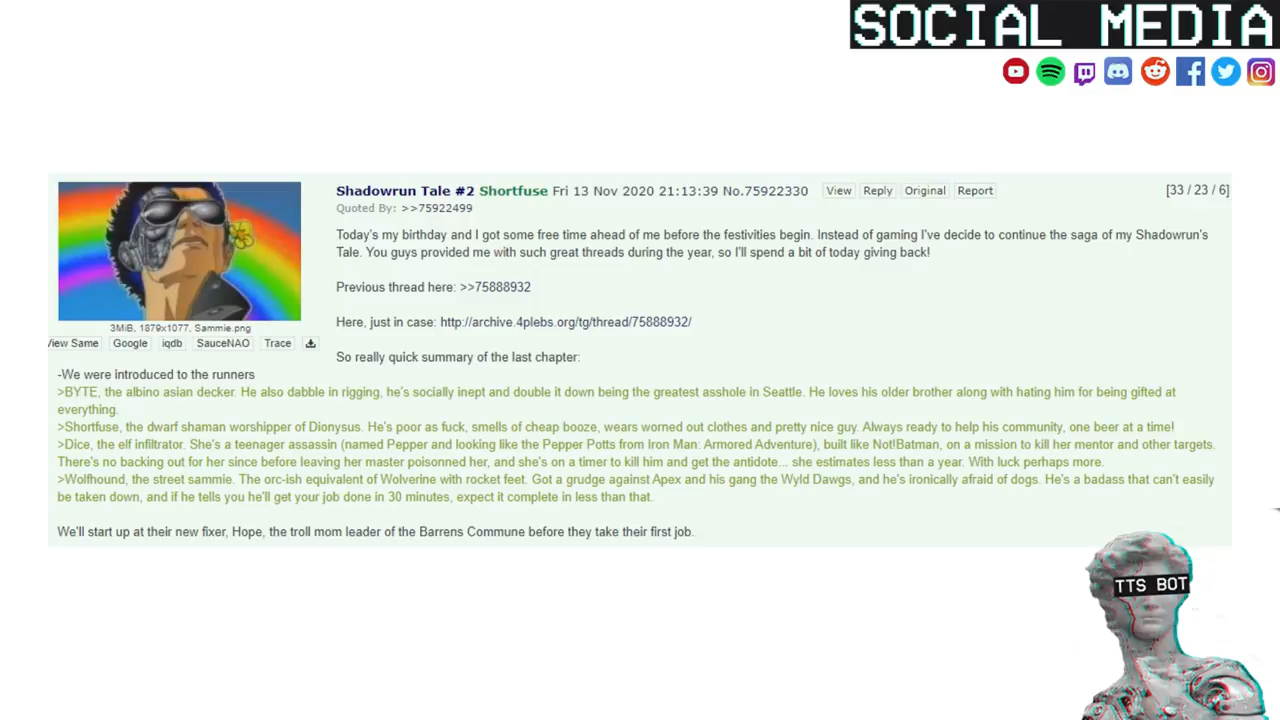 SOCIAL MEDIA
Shadowrun Tale #2 Shortfuse Fri 13 Nov 2020 21:13:39 No.75922330 View Reply Original Report [33 / 23 / 6]
Quoted By: >>75922499
Today's my birthday and I got some free time ahead of me before the festivities begin. Instead of gaming I've decide to continue the saga of my Shadowrun's
Tale. You guys provided me with such great threads during the year, so I'll spend a bit of today giving back!
Previous thread here: >>75888932
Here, just in case: http://archive.4plebs.org/tg/thread/75888932/
3MiB, 1879x1077, Sammie.png
View Same Google iqdb SauceNAO Trace
So really quick summary of the last chapter:
-We were introduced to the runners
>BYTE, the albino asian decker. He also dabble in rigging, he's socially inept and double it down being the greatest asshole in Seattle. He loves his older brother along with hating him for being gifted at
everything.
>Shortfuse, the dwarf shaman worshipper of Dionysus. He's poor as fuck, smells of cheap booze, wears worned out clothes and pretty nice guy. Always ready to help his community, one beer at a time!
>Dice, the elf infiltrator. She's a teenager assassin (named Pepper and looking like the Pepper Potts from Iron Man: Armored Adventure), built like Not!Batman, on a mission to kill her mentor and other targets.
There's no backing out for her since before leaving her master poisonned her, and she's on a timer to kill him and get the antidote... she estimates less than a year. With luck perhaps more.
>Wolfhound, the street sammie. The orc-ish equivalent of Wolverine with rocket feet. Got a grudge against Apex and his gang the Wyld Dawgs, and he's ironically afraid of dogs. He's a badass that can't easily
be taken down, and if he tells you he'll get your job done in 30 minutes, expect it complete in less than that.
We'll start up at their new fixer, Hope, the troll mom leader of the Barrens Commune before they take their first job.
TTS BOT